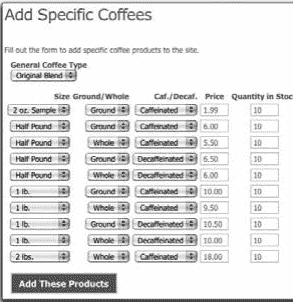 Add Specific Coffees
Fill out the form to add specific coffee products to the site.
General Coffee Type
Original Blend
Size Ground/Whole Caf./Decaf. Price Quantity in Stoc
2 oz. Sample Ground Caffeinated 1.99 10
Half Pound Ground Caffeinated 6.00 10
Half Pound Whole Caffeinated 5.50 10
Half Pound Ground Decaffeinated 6.50 10
Half Pound Whole Decaffeinated 6.00 10
1 lb. Ground Caffeinated 10.00 10
1 lb. Whole Caffeinated 9.50 10
1 lb. Ground Decaffeinated 10.50 10
1 lb. Whole Decaffeinated 10.00 10
2 lbs. Whole Caffeinated 18.00 10
Add These Products